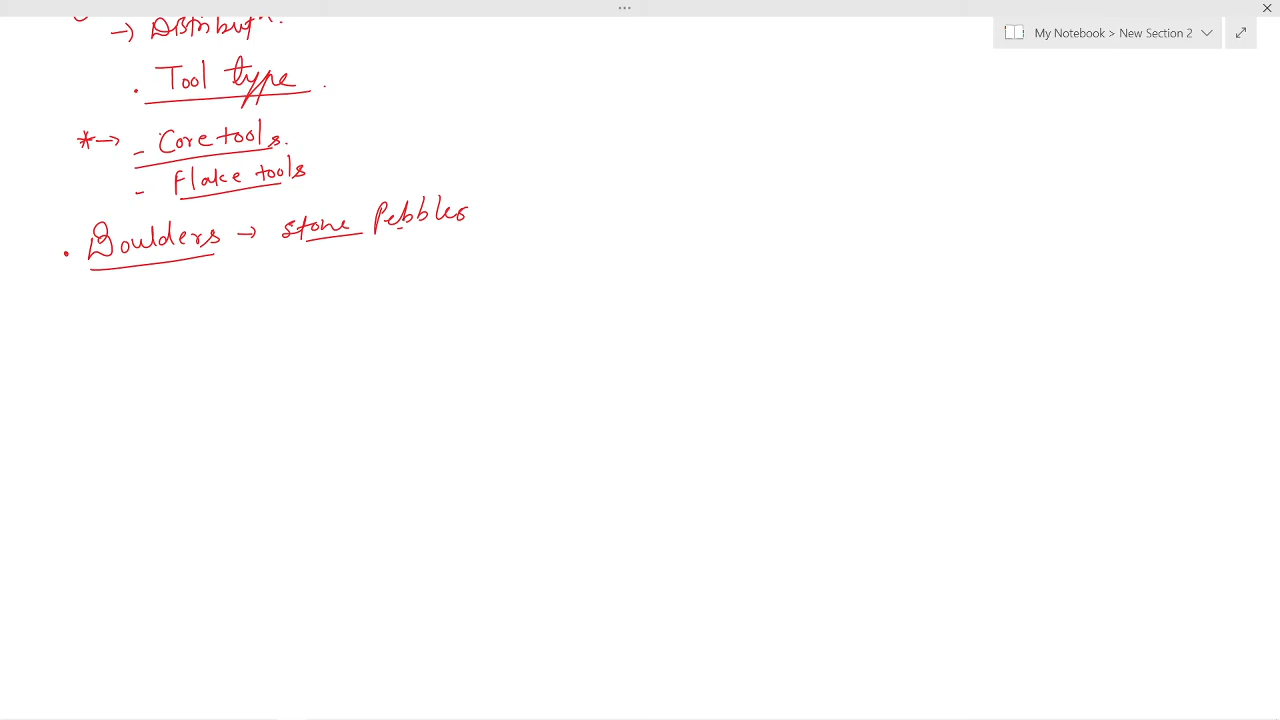 My Notebook > New Section 2
→ Distribut
. Tool type .
*→ - Core tools.
- Flake tools
. Boulders → stone Pebbles